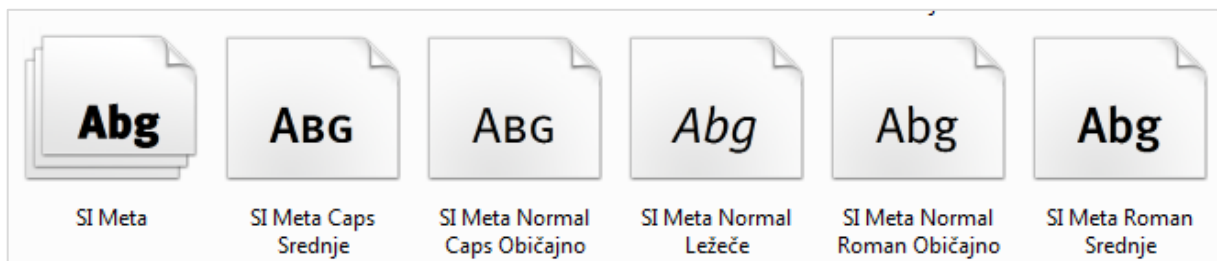 Abg
ABG
ABG
Abg
Abg
Abg
SI Meta
SI Meta Caps
Srednje
SI Meta Normal
Caps Običajno
SI Meta Normal
Ležeče
SI Meta Normal
Roman Običajno
SI Meta Roman
Srednje